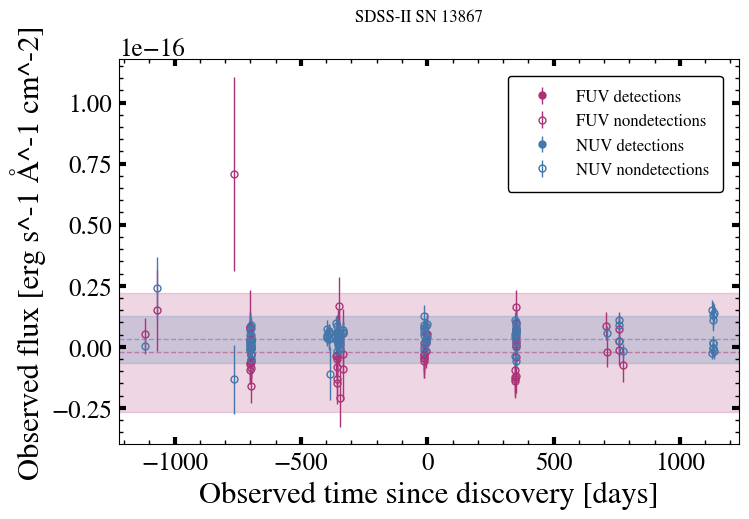 SDSS-II SN 13867
1e−16
Observed flux [erg s^-1 Å^-1 cm^-2]
1.00
0.75
0.50
0.25
0.00
−0.25
FUV detections
FUV nondetections
NUV detections
NUV nondetections
−1000
−500
0
500
1000
Observed time since discovery [days]